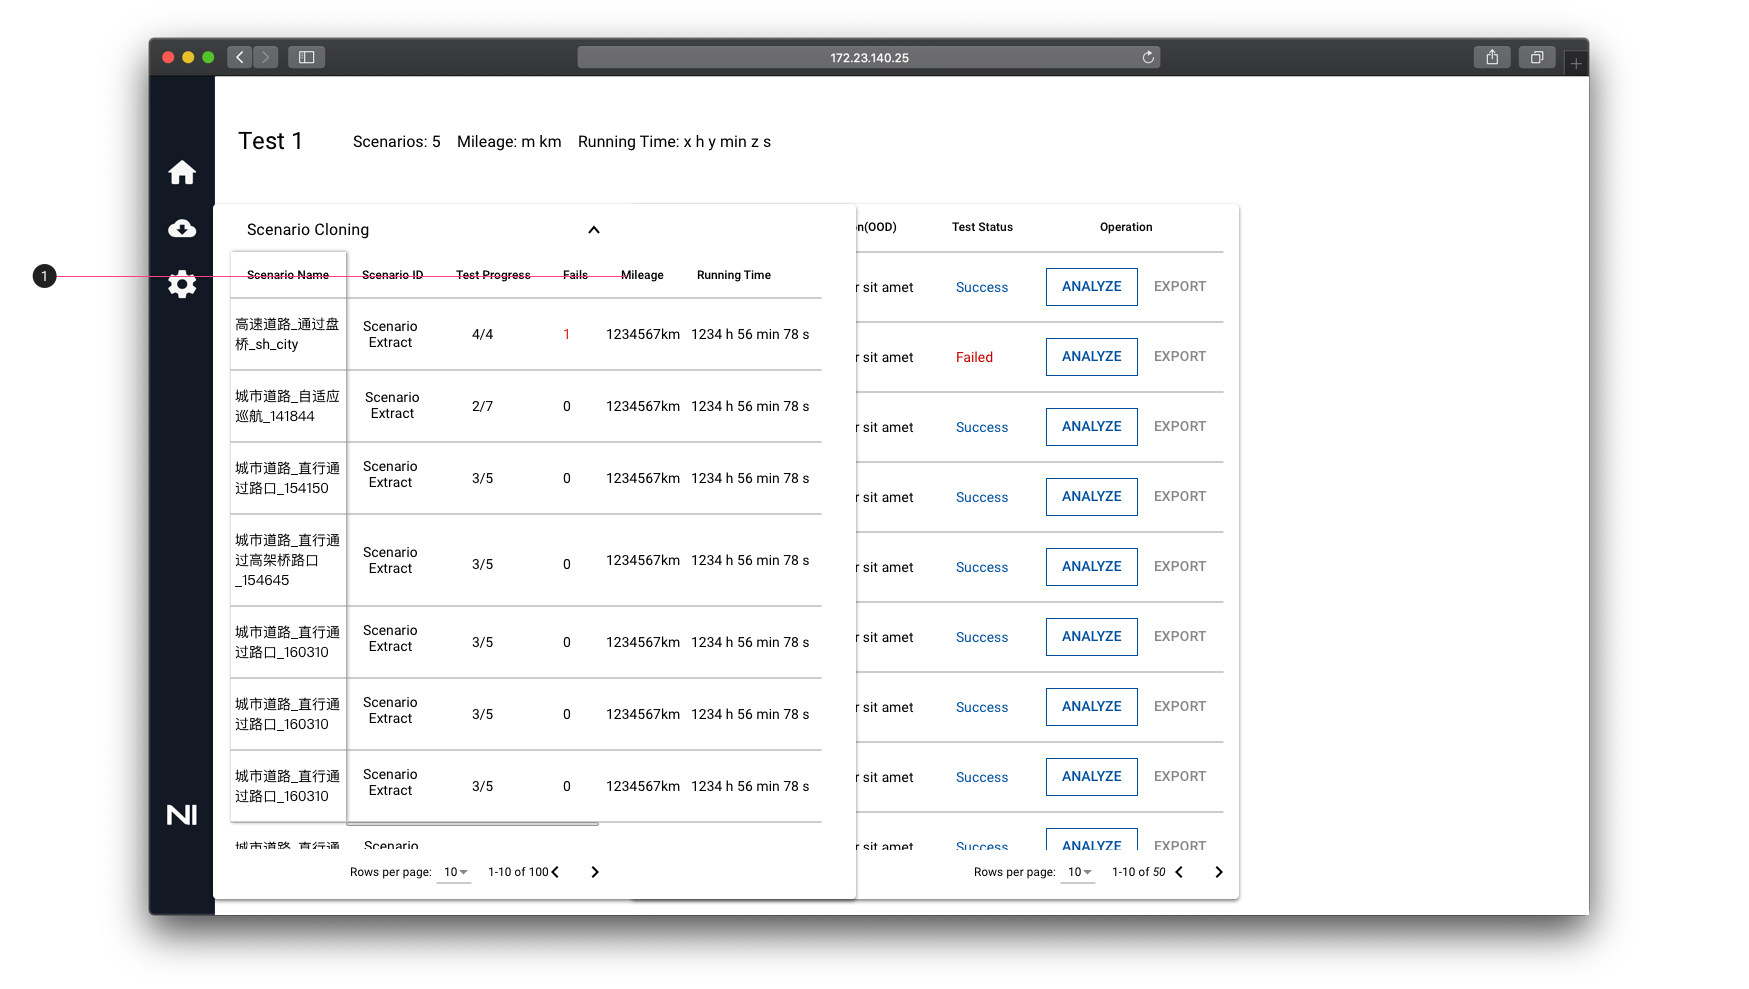 172.23.140.25
Test 1
Scenarios: 5 Mileage: m km Running Time: x h y min z s
Scenario Cloning
1
Scenario Name Scenario ID Test Progress Fails Mileage Running Time
高速道路_通过盘
桥_sh_city
Scenario
Extract
4/4 1 1234567km 1234 h 56 min 78 s
城市道路_自适应
巡航_141844
Scenario
Extract
2/7 0 1234567km 1234 h 56 min 78 s
城市道路_直行通
过路口_154150
Scenario
Extract
3/5 0 1234567km 1234 h 56 min 78 s
城市道路_直行通
过高架桥路口
_154645
Scenario
Extract
3/5 0 1234567km 1234 h 56 min 78 s
城市道路_直行通
过路口_160310
Scenario
Extract
3/5 0 1234567km 1234 h 56 min 78 s
城市道路_直行通
过路口_160310
Scenario
Extract
3/5 0 1234567km 1234 h 56 min 78 s
城市道路_直行通
过路口_160310
Scenario
Extract
3/5 0 1234567km 1234 h 56 min 78 s
城市道路_直行通
Scenario
Rows per page: 10 1-10 of 100
n(OOD) Test Status Operation
r sit amet Success ANALYZE EXPORT
r sit amet Failed ANALYZE EXPORT
r sit amet Success ANALYZE EXPORT
r sit amet Success ANALYZE EXPORT
r sit amet Success ANALYZE EXPORT
r sit amet Success ANALYZE EXPORT
r sit amet Success ANALYZE EXPORT
r sit amet Success ANALYZE EXPORT
r sit amet Success ANALYZE EXPORT
Rows per page: 10 1-10 of 50
NI